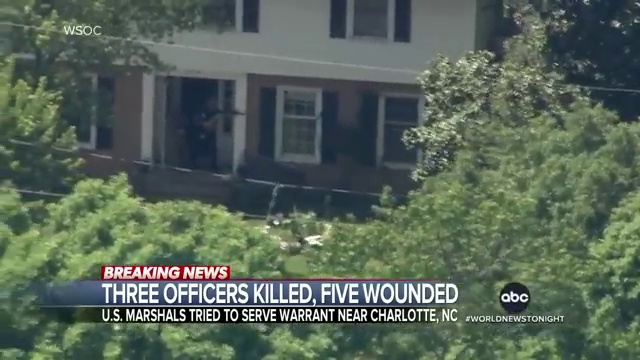 WSOC
BREAKING NEWS
THREE OFFICERS KILLED, FIVE WOUNDED
abc
U.S. MARSHALS TRIED TO SERVE WARRANT NEAR CHARLOTTE, NC
#WORLDNEWSTONIGHT